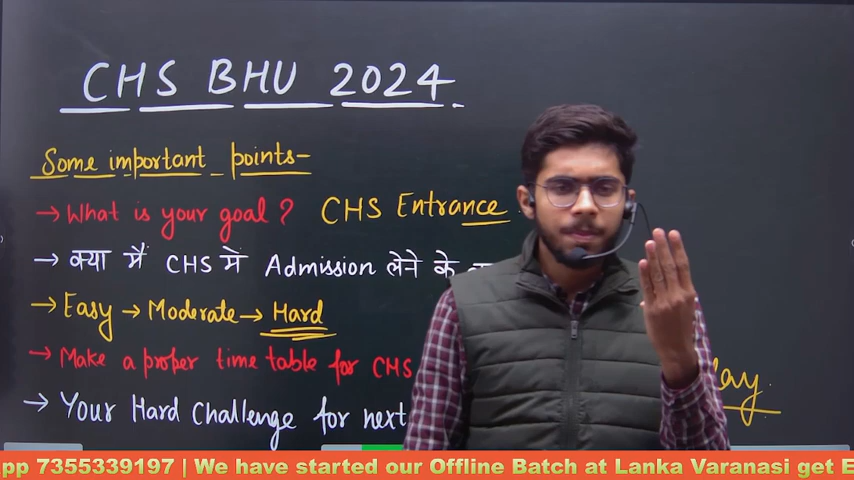 CHS BHU 2024
Some important points-
→ What is your goal? CHS Entrance
→ क्या मैं CHS में Admission लेने के
→ Easy → Moderate → Hard
→ Make a proper time table for CHS
→ Your Hard Challenge for next
pp 7355339197 | We have started our Offline Batch at Lanka Varanasi get E